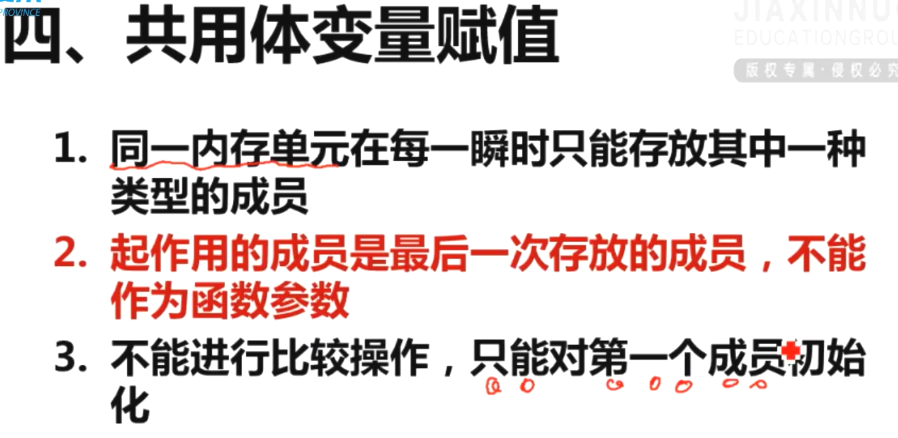 PROVINCE
JIAXINNUO
EDUCATIONGROU
四、共用体变量赋值
版权专属·侵权必究
1. 同一内存单元在每一瞬时只能存放其中一种
类型的成员
2. 起作用的成员是最后一次存放的成员，不能
作为函数参数
3. 不能进行比较操作，只能对第一个成员初始
化